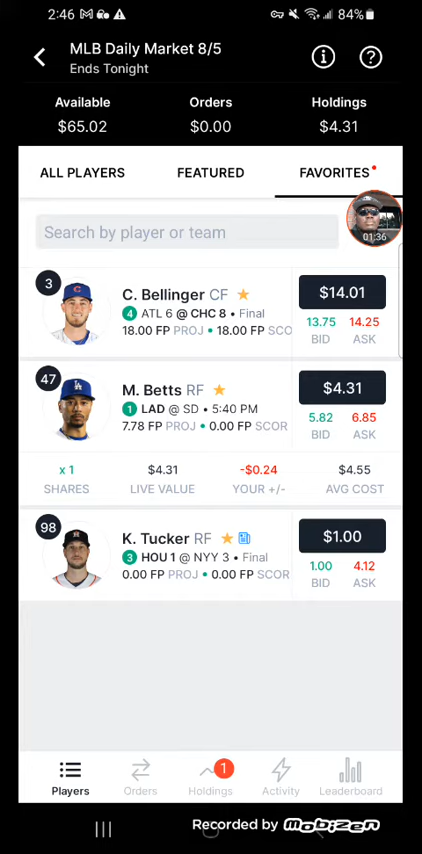 2:46 84%
MLB Daily Market 8/5
Ends Tonight
Available Orders Holdings
$65.02 $0.00 $4.31
ALL PLAYERS FEATURED FAVORITES
Search by player or team
01:36
3
C. Bellinger CF
4 ATL 6 @ CHC 8 • Final
18.00 FP PROJ • 18.00 FP SCO
$14.01
13.75 14.25
BID ASK
47
M. Betts RF
1 LAD @ SD • 5:40 PM
7.78 FP PROJ • 0.00 FP SCOR
$4.31
5.82 6.85
BID ASK
x 1 $4.31 -$0.24 $4.55
SHARES LIVE VALUE YOUR +/- AVG COST
98
K. Tucker RF
3 HOU 1 @ NYY 3 • Final
0.00 FP PROJ • 0.00 FP SCOR
$1.00
1.00 4.12
BID ASK
1
Players Orders Holdings Activity Leaderboard
Recorded by Mobizen